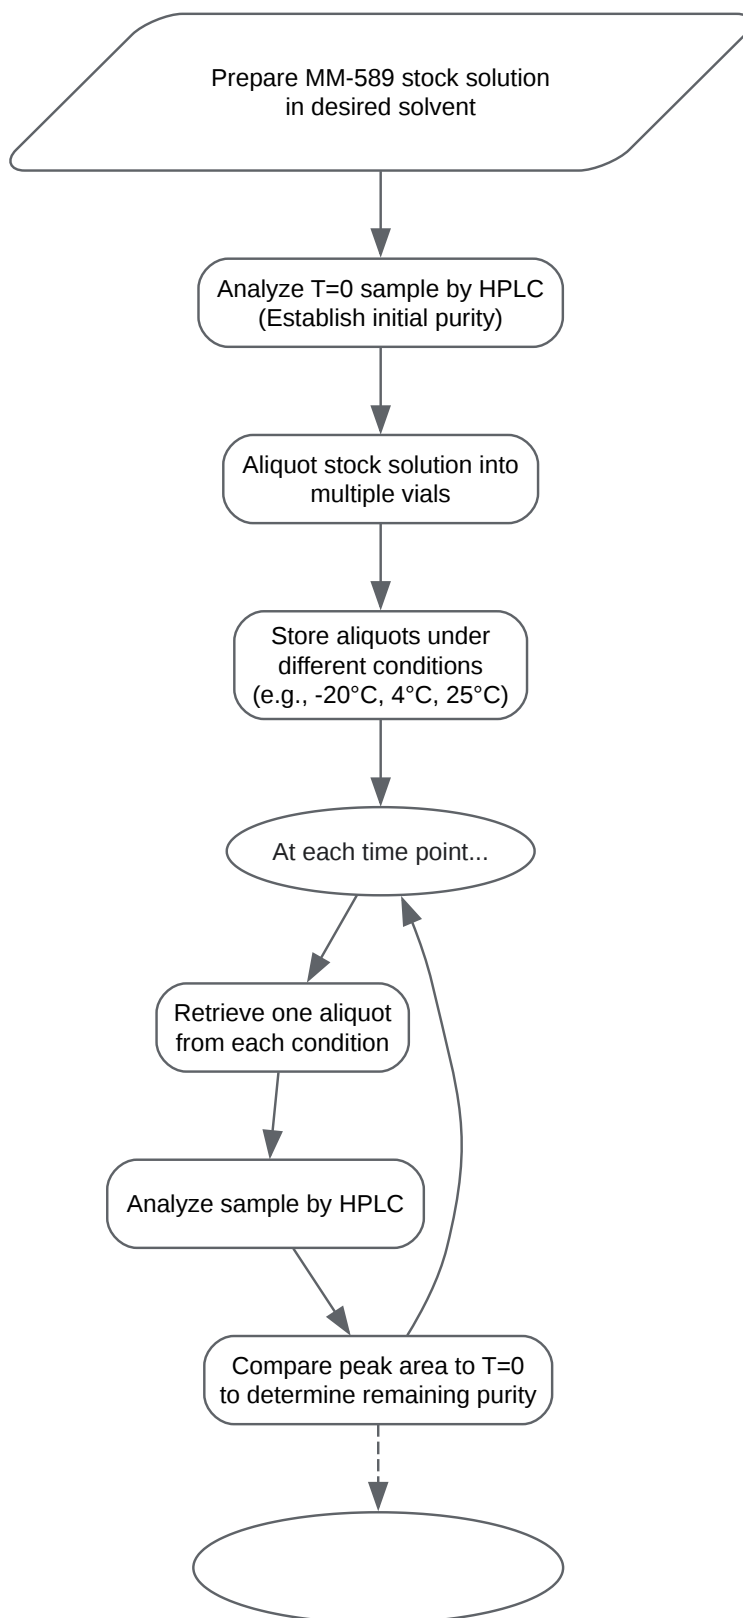 Prepare MM-589 stock solution
in desired solvent
Analyze T=0 sample by HPLC
(Establish initial purity)
Aliquot stock solution into
multiple vials
Store aliquots under
different conditions
(e.g., -20°C, 4°C, 25°C)
At each time point...
Retrieve one aliquot
from each condition
Analyze sample by HPLC
Compare peak area to T=0
to determine remaining purity